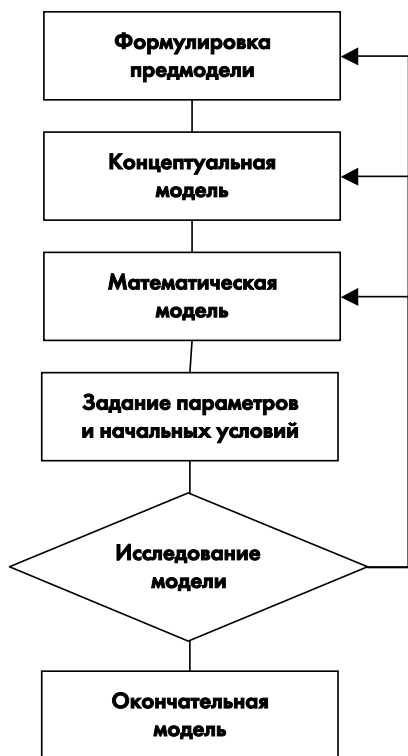 Формулировка
предмодели
Концептуальная
модель
Математическая
модель
Задание параметров
и начальных условий
Исследование
модели
Окончательная
модель